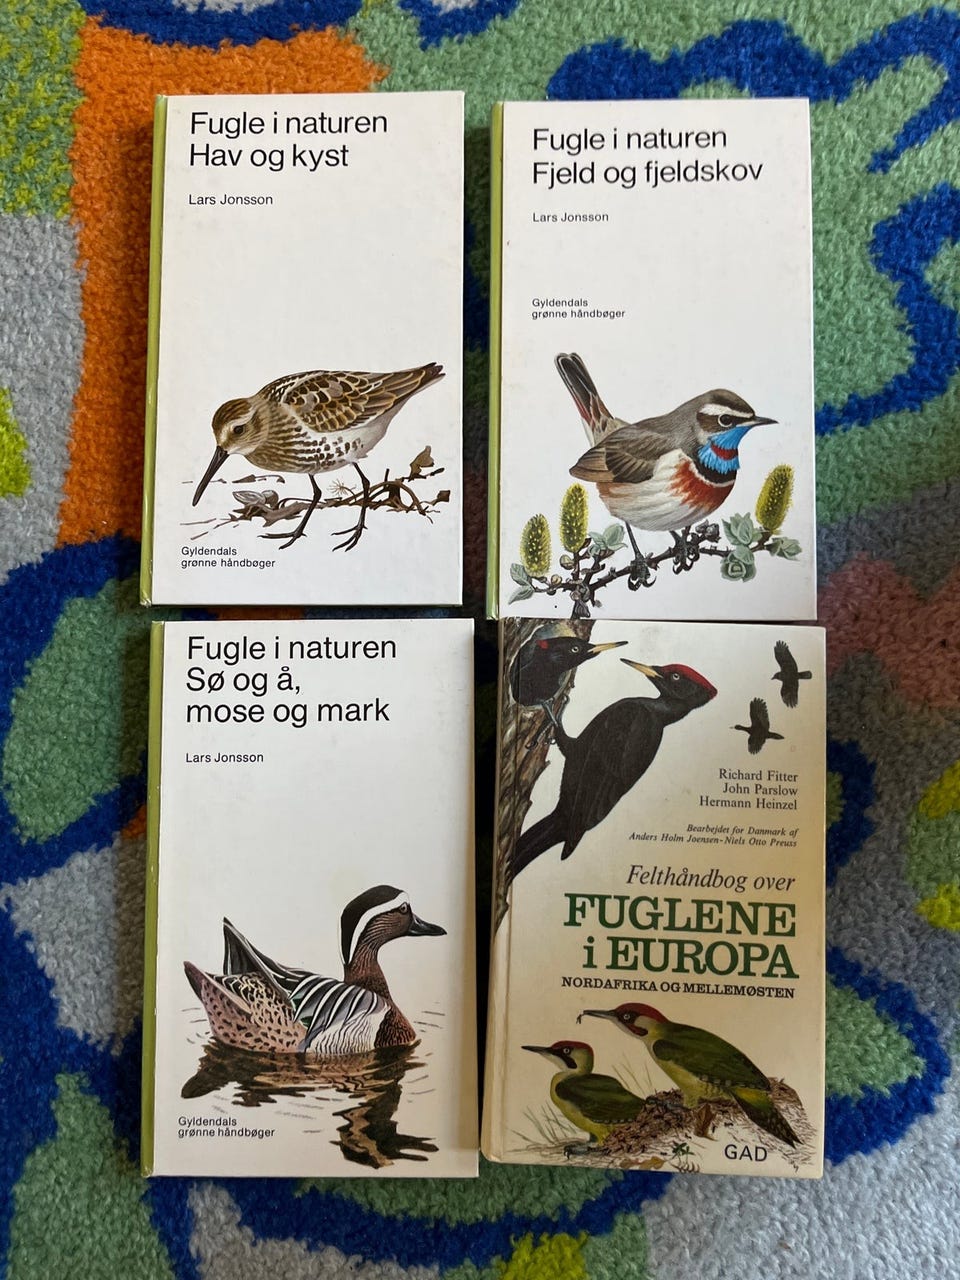 Fugle i naturen
Hav og kyst
Lars Jonsson
Gyldendals
grønne håndbøger
Fugle i naturen
Fjeld og fjeldskov
Lars Jonsson
Gyldendals
grønne håndbøger
Fugle i naturen
Sø og å,
mose og mark
Lars Jonsson
Gyldendals
grønne håndbøger
Richard Fitter
John Parslow
Hermann Heinzel
Bearbejdet for Danmark af
Anders Holm Joensen-Niels Otto Preuss
Felthåndbog over
FUGLENE
i EUROPA
NORDAFRIKA OG MELLEMØSTEN
GAD